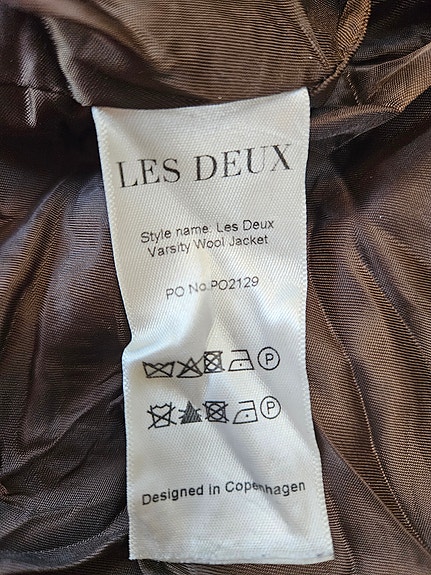 LES DEUX
Style name: Les Deux
Varsity Wool Jacket
PO No.PO2129
P
P
Designed in Copenhagen